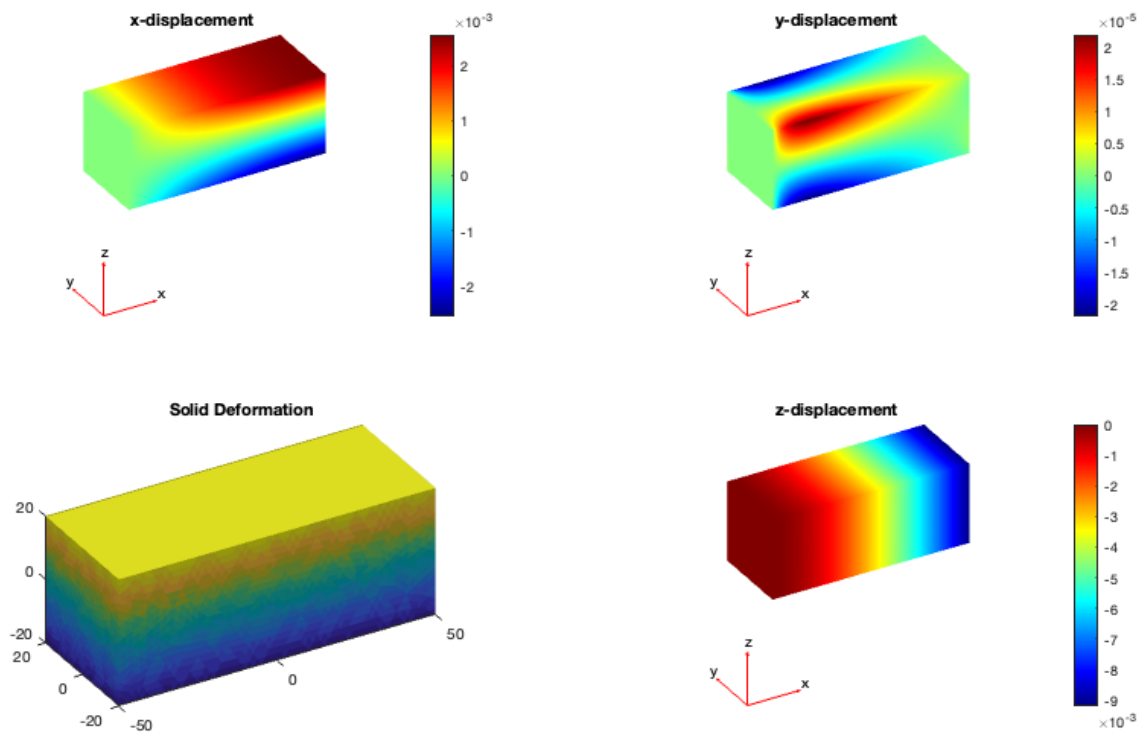 x-displacement
×10⁻³
2
1
0
-1
-2
z
y
x
y-displacement
×10⁻⁵
2
1.5
1
0.5
0
-0.5
-1
-1.5
-2
z
y
x
Solid Deformation
20
0
-20
20
0
-20
-50
0
50
z-displacement
0
-1
-2
-3
-4
-5
-6
-7
-8
-9
×10⁻³
z
y
x